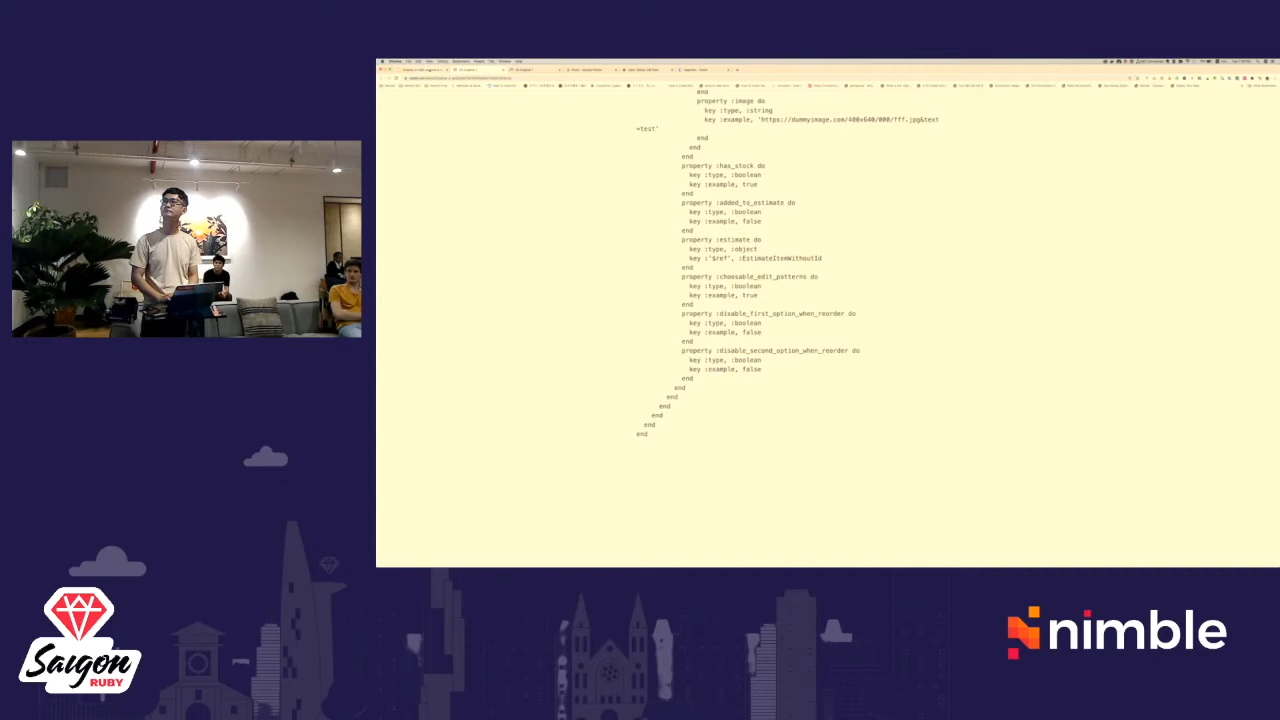 end
property :image do
key :type, :string
key :example, 'https://dummyimage.com/400x640/000/fff.jpg&text
=test'
end
end
end
property :has_stock do
key :type, :boolean
key :example, true
end
property :added_to_estimate do
key :type, :boolean
key :example, false
end
property :estimate do
key :type, :object
key :'$ref', :EstimateItemWithoutId
end
property :choosable_edit_patterns do
key :type, :boolean
key :example, true
end
property :disable_first_option_when_reorder do
key :type, :boolean
key :example, false
end
property :disable_second_option_when_reorder do
key :type, :boolean
key :example, false
end
end
end
end
end
end
end
Saigon
RUBY
nimble